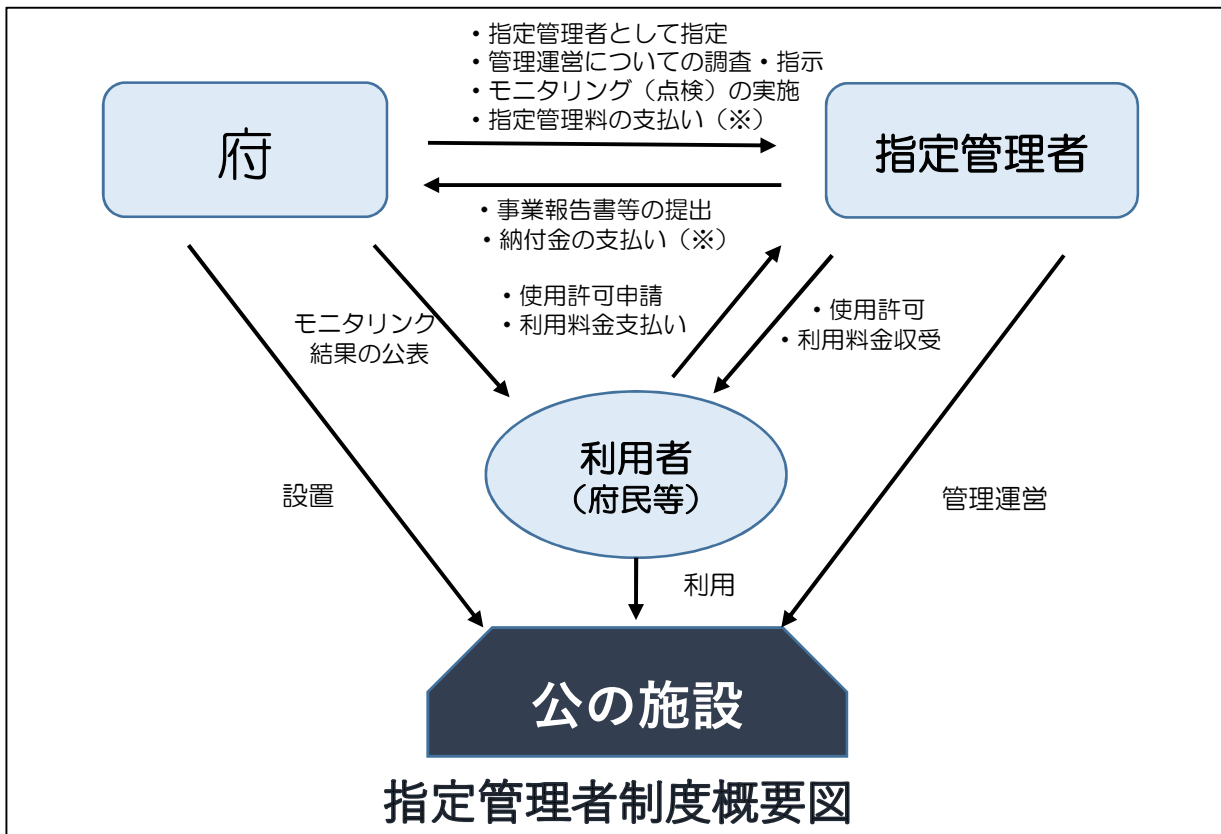 ・指定管理者として指定
・管理運営についての調査・指示
・モニタリング（点検）の実施
・指定管理料の支払い（※）
府
指定管理者
・事業報告書等の提出
・納付金の支払い（※）
・使用許可申請
・利用料金支払い
・使用許可
・利用料金収受
モニタリング
結果の公表
利用者
（府民等）
設置
管理運営
利用
公の施設
指定管理者制度概要図